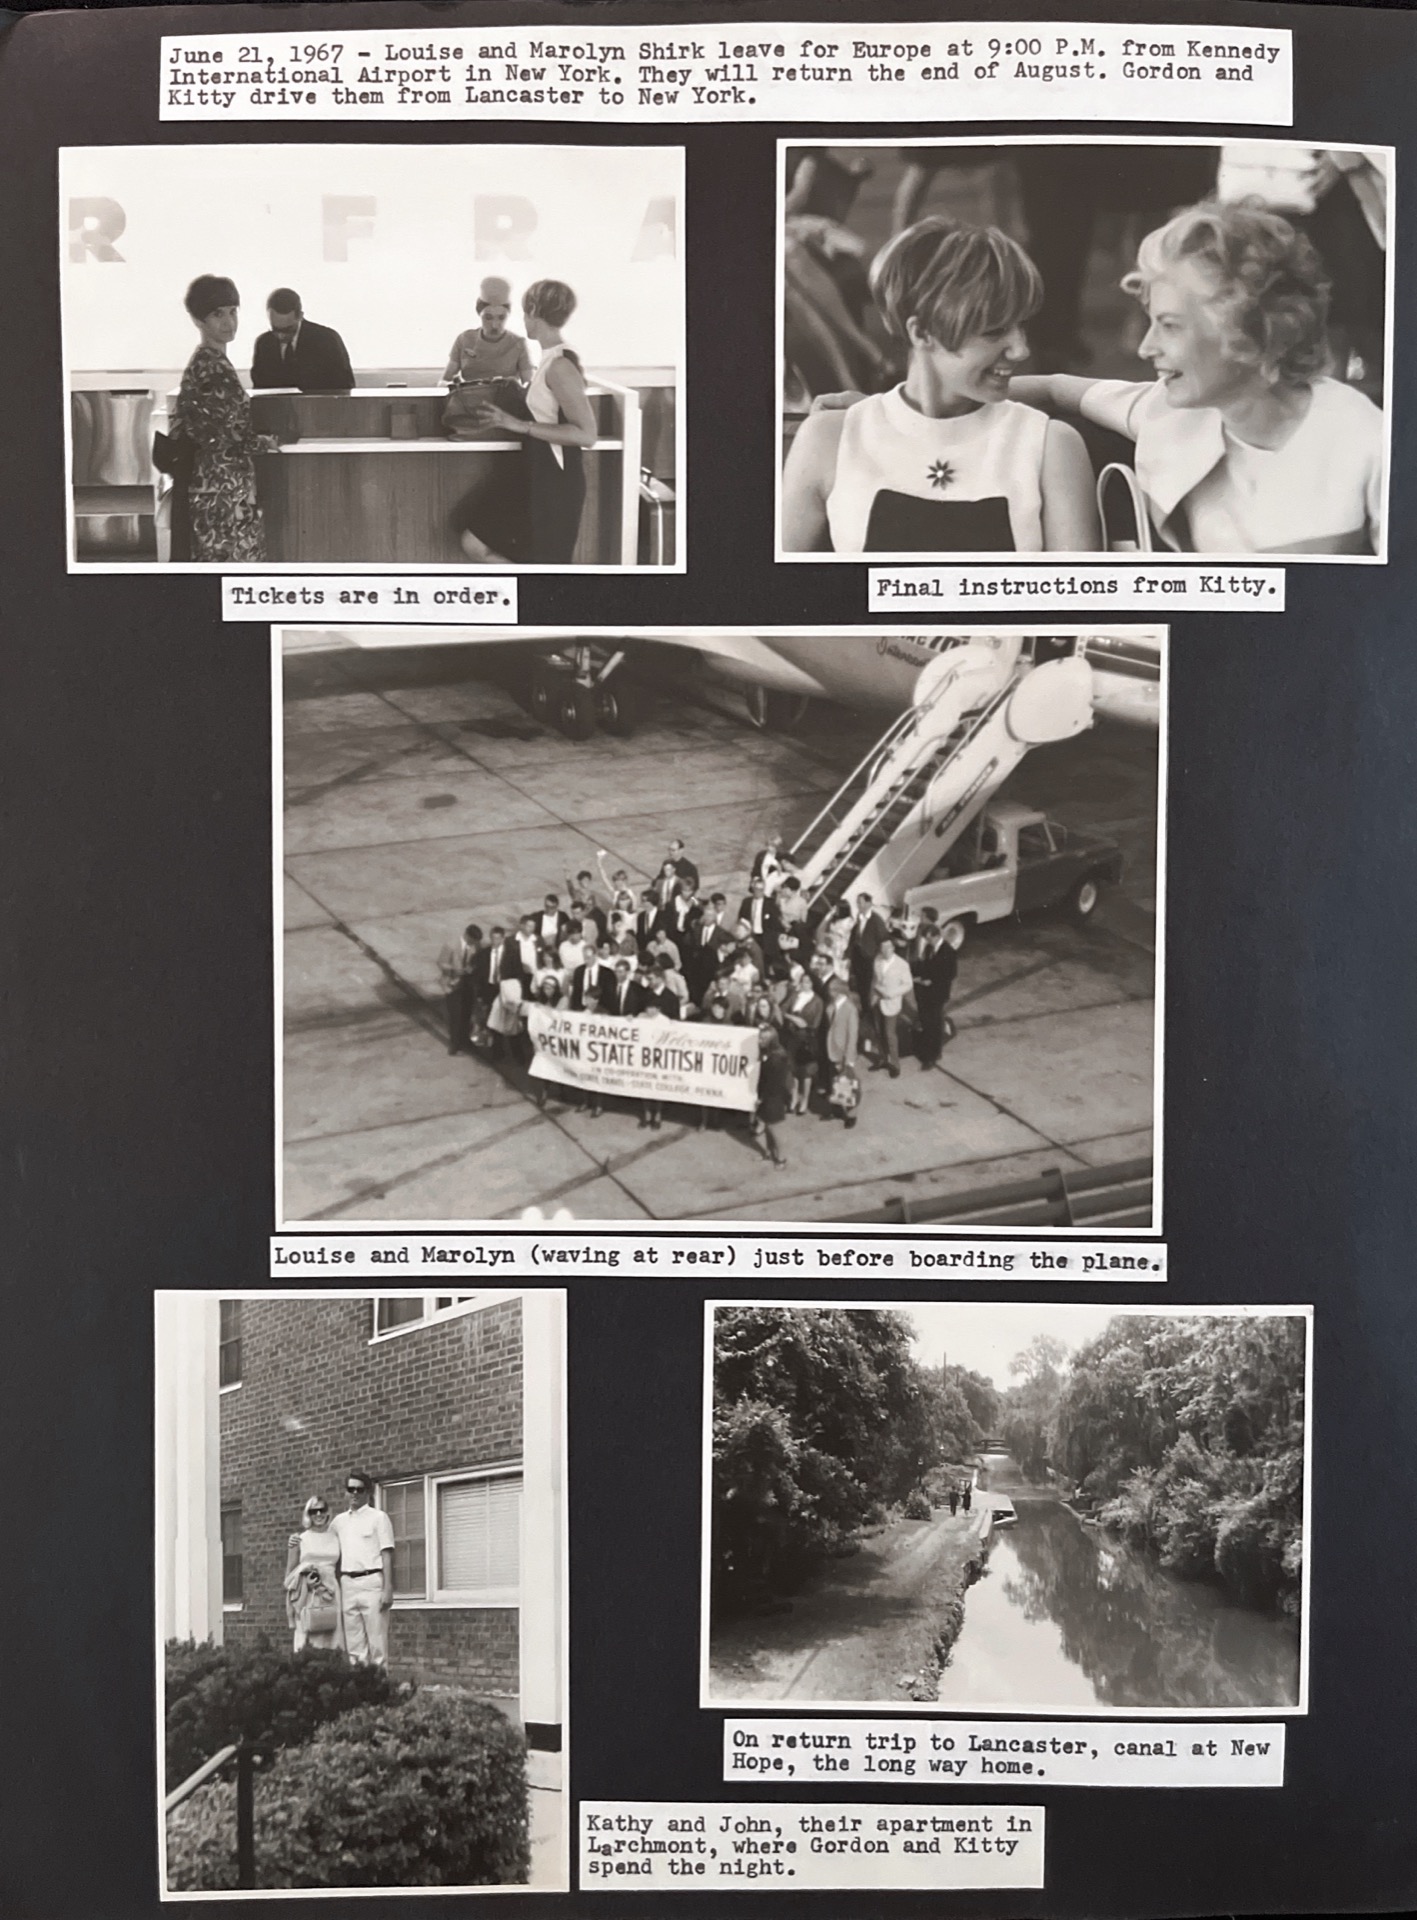 June 21, 1967 - Louise and Marolyn Shirk leave for Europe at 9:00 P.M. from Kennedy
International Airport in New York. They will return the end of August. Gordon and
Kitty drive them from Lancaster to New York.
R FRA
Tickets are in order.
Final instructions from Kitty.
AIR FRANCE Welcomes
PENN STATE BRITISH TOUR
IN CO-OPERATION WITH
STATE TRAVEL - STATE COLLEGE PENNA.
Louise and Marolyn (waving at rear) just before boarding the plane.
On return trip to Lancaster, canal at New
Hope, the long way home.
Kathy and John, their apartment in
Larchmont, where Gordon and Kitty
spend the night.